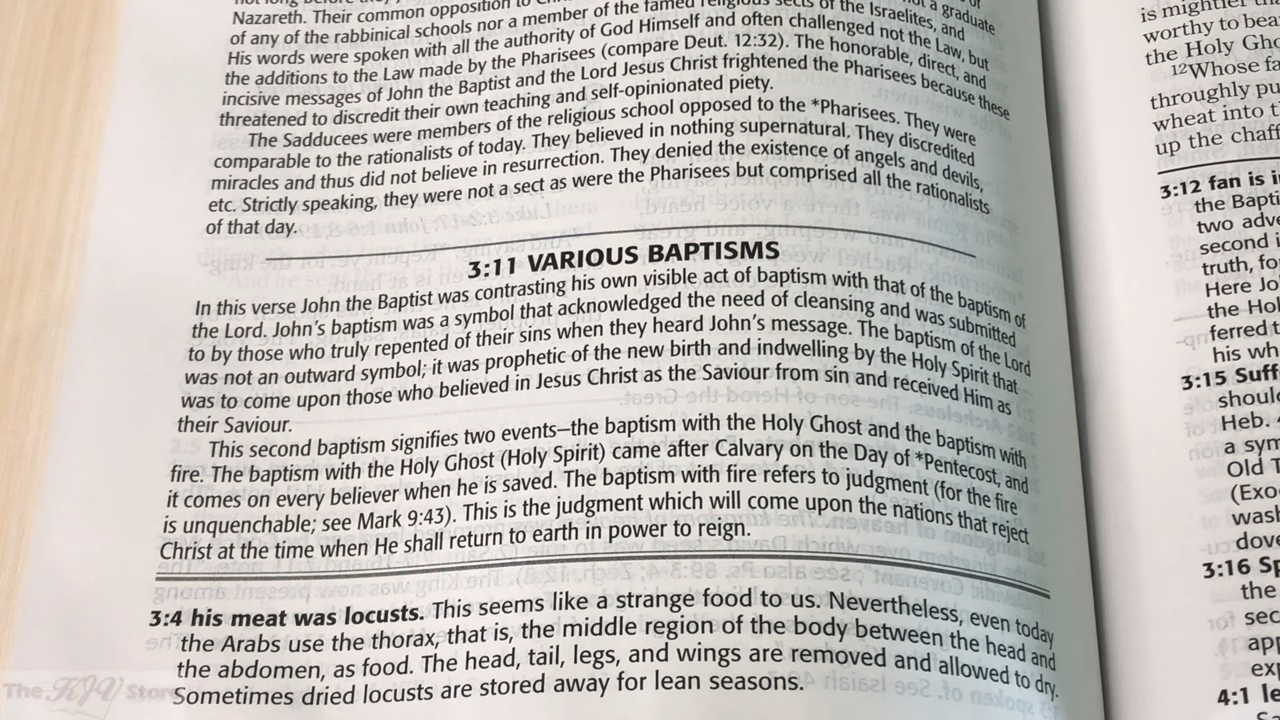 Nazareth. Their common opposition to
of any of the rabbinical schools nor a member of the famed religious sects of the Israelites, and
His words were spoken with all the authority of God Himself and often challenged not the Law, but
the additions to the Law made by the Pharisees (compare Deut. 12:32). The honorable, direct, and
incisive messages of John the Baptist and the Lord Jesus Christ frightened the Pharisees because these
threatened to discredit their own teaching and self-opinionated piety.
The Sadducees were members of the religious school opposed to the *Pharisees. They were
comparable to the rationalists of today. They believed in nothing supernatural. They discredited
miracles and thus did not believe in resurrection. They denied the existence of angels and devils,
etc. Strictly speaking, they were not a sect as were the Pharisees but comprised all the rationalists
of that day.
3:11 VARIOUS BAPTISMS
In this verse John the Baptist was contrasting his own visible act of baptism with that of the baptism of
the Lord. John's baptism was a symbol that acknowledged the need of cleansing and was submitted
to by those who truly repented of their sins when they heard John's message. The Baptism of the Lord
was not an outward symbol; it was prophetic of the new birth and indwelling by the Holy Spirit that
was to come upon those who believed in Jesus Christ as the Saviour from sin and received Him as
their Saviour.
This second baptism signifies two events—the baptism with the Holy Ghost and the baptism with
fire. The baptism with the Holy Ghost (Holy Spirit) came after Calvary on the Day of *Pentecost, and
it comes on every believer when he is saved. The baptism with fire refers to judgment (for the fire
is unquenchable; see Mark 9:43). This is the judgment which will come upon the nations that reject
Christ at the time when He shall return to earth in power to reign.
3:4 his meat was locusts. This seems like a strange food to us. Nevertheless, even today
the Arabs use the thorax, that is, the middle region of the body between the head and
the abdomen, as food. The head, tail, legs, and wings are removed and allowed to dry.
Sometimes dried locusts are stored away for lean seasons.
The KJV Store
is mightier
worthy to bea
the Holy Gho
12Whose fa
throughly pu
wheat into t
up the chaff
3:12 fan is i
the Bapti
two adv
second i
truth, fo
Here Jo
the Hol
ferred t
his wh
3:15 Suff
should
Heb.
a sym
Old T
(Exo
wash
dove
3:16 Sp
the
sec
app
exp
4:1 le